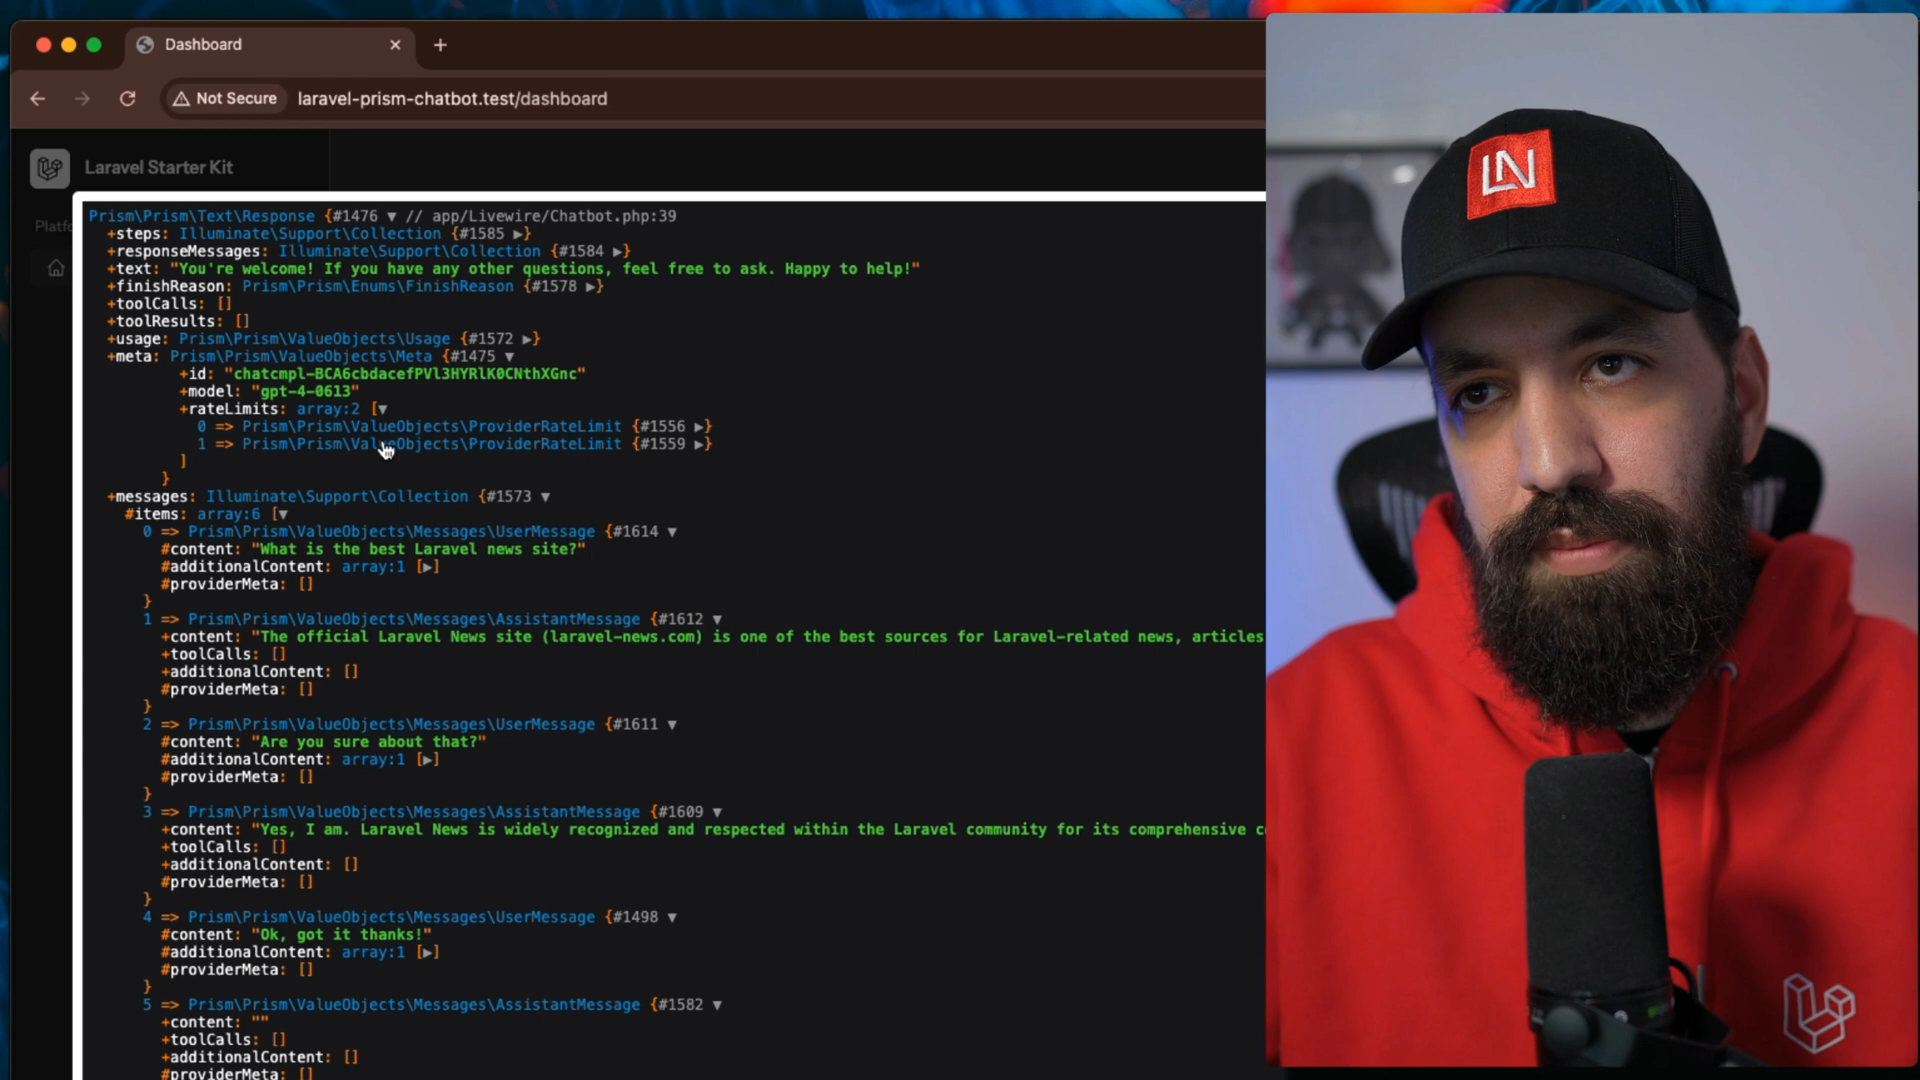 Dashboard
Not Secure
laravel-prism-chatbot.test/dashboard
Laravel Starter Kit
Platfo
Prism\Prism\Text\Response {#1476 ▼ // app/Livewire/Chatbot.php:39
+steps: Illuminate\Support\Collection {#1585 ▶}
+responseMessages: Illuminate\Support\Collection {#1584 ▶}
+text: "You're welcome! If you have any other questions, feel free to ask. Happy to help!"
+finishReason: Prism\Prism\Enums\FinishReason {#1578 ▶}
+toolCalls: []
+toolResults: []
+usage: Prism\Prism\ValueObjects\Usage {#1572 ▶}
+meta: Prism\Prism\ValueObjects\Meta {#1475 ▼
+id: "chatcmpl-BCA6cbdacefPVl3HYRlK0CNthXGnc"
+model: "gpt-4-0613"
+rateLimits: array:2 [▼
0 => Prism\Prism\ValueObjects\ProviderRateLimit {#1556 ▶}
1 => Prism\Prism\ValueObjects\ProviderRateLimit {#1559 ▶}
]
}
+messages: Illuminate\Support\Collection {#1573 ▼
#items: array:6 [▼
0 => Prism\Prism\ValueObjects\Messages\UserMessage {#1614 ▼
#content: "What is the best Laravel news site?"
#additionalContent: array:1 [▶]
#providerMeta: []
}
1 => Prism\Prism\ValueObjects\Messages\AssistantMessage {#1612 ▼
+content: "The official Laravel News site (laravel-news.com) is one of the best sources for Laravel-related news, articles
+toolCalls: []
+additionalContent: []
#providerMeta: []
}
2 => Prism\Prism\ValueObjects\Messages\UserMessage {#1611 ▼
#content: "Are you sure about that?"
#additionalContent: array:1 [▶]
#providerMeta: []
}
3 => Prism\Prism\ValueObjects\Messages\AssistantMessage {#1609 ▼
+content: "Yes, I am. Laravel News is widely recognized and respected within the Laravel community for its comprehensive c
+toolCalls: []
+additionalContent: []
#providerMeta: []
}
4 => Prism\Prism\ValueObjects\Messages\UserMessage {#1498 ▼
#content: "Ok, got it thanks!"
#additionalContent: array:1 [▶]
#providerMeta: []
}
5 => Prism\Prism\ValueObjects\Messages\AssistantMessage {#1582 ▼
+content: ""
+toolCalls: []
+additionalContent: []
#providerMeta: []
LN